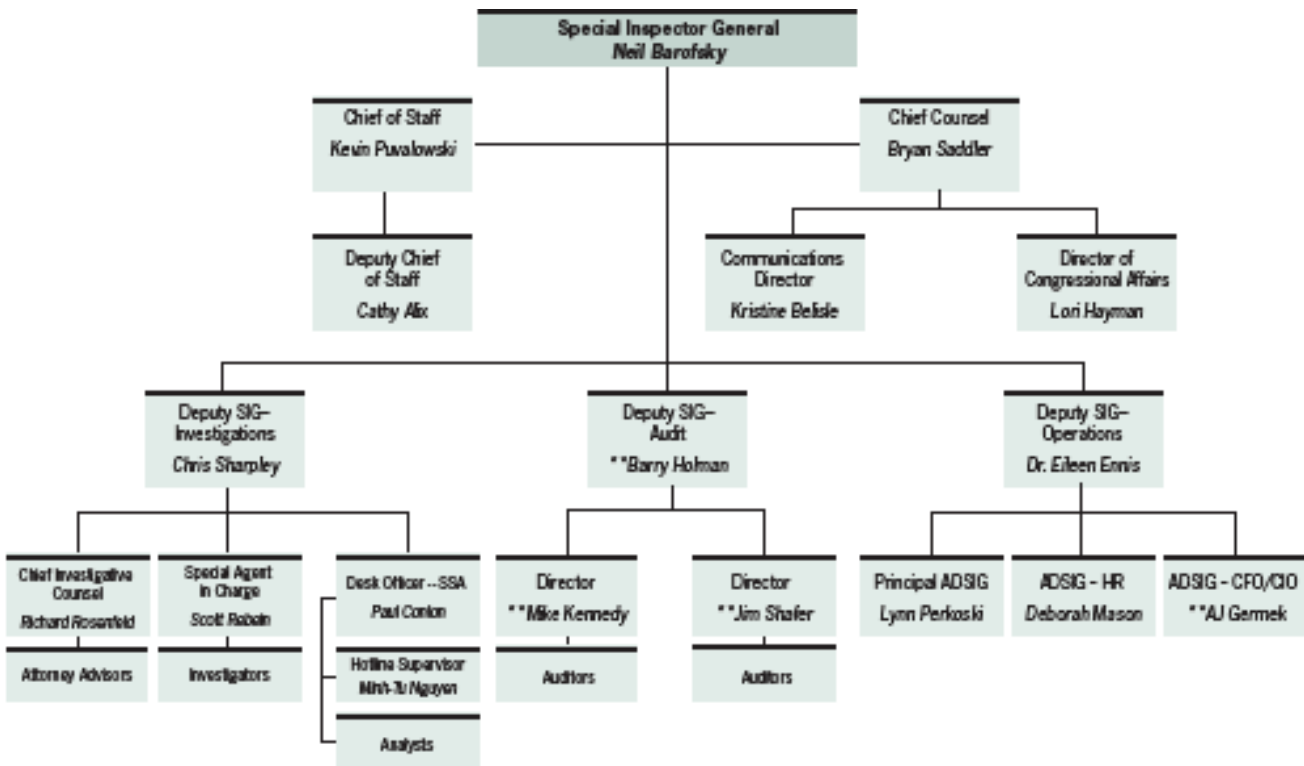 Special Inspector General
Neil Barofsky
Chief of Staff
Kevin Puvalowski
Chief Counsel
Bryan Saddler
Deputy Chief
of Staff
Cathy Alix
Communications
Director
Kristine Belisle
Director of
Congressional Affairs
Lori Hayman
Deputy SIG–
Investigations
Chris Sharpley
Deputy SIG–
Audit
**Barry Holman
Deputy SIG–
Operations
Dr. Eileen Ennis
Chief Investigative
Counsel
Richard Rosenfeld
Special Agent
in Charge
Scott Rebein
Desk Officer --SSA
Paul Conlon
Director
**Mike Kennedy
Director
**Jim Shafer
Principal ADSIG
Lynn Perkoski
ADSIG - HR
Deborah Mason
ADSIG - CFO/CIO
**AJ Germek
Attorney Advisors
Investigators
Hotline Supervisor
Minh-Tu Nguyen
Auditors
Auditors
Analysts